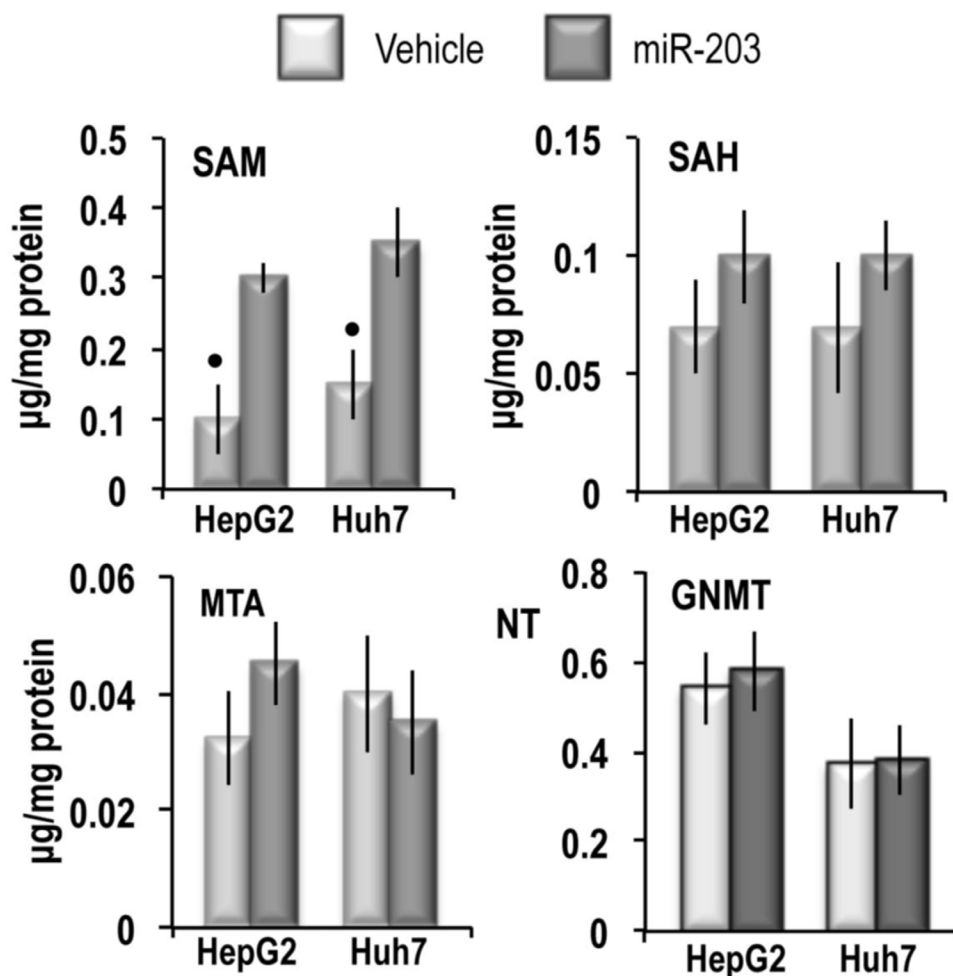 Vehicle miR-203
SAM
µg/mg protein
0.5
0.4
0.3
0.2
0.1
0
HepG2 Huh7
SAH
µg/mg protein
0.15
0.1
0.05
0
HepG2 Huh7
MTA
µg/mg protein
0.06
0.04
0.02
0
HepG2 Huh7
GNMT
NT
0.8
0.6
0.4
0.2
0
HepG2 Huh7